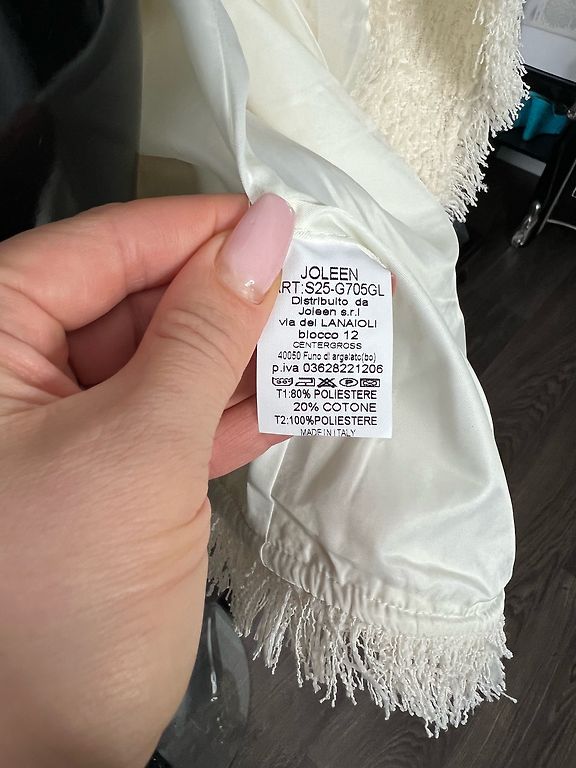 JOLEEN
RT:S25-G705GL
Distribuito da
Joleen s.r.l
via dei LANAIOLI
blocco 12
CENTERGROSS
40050 Funo di argelato(bo)
p.iva 03628221206
T1:80% POLIESTERE
20% COTONE
T2:100%POLIESTERE
MADE IN ITALY